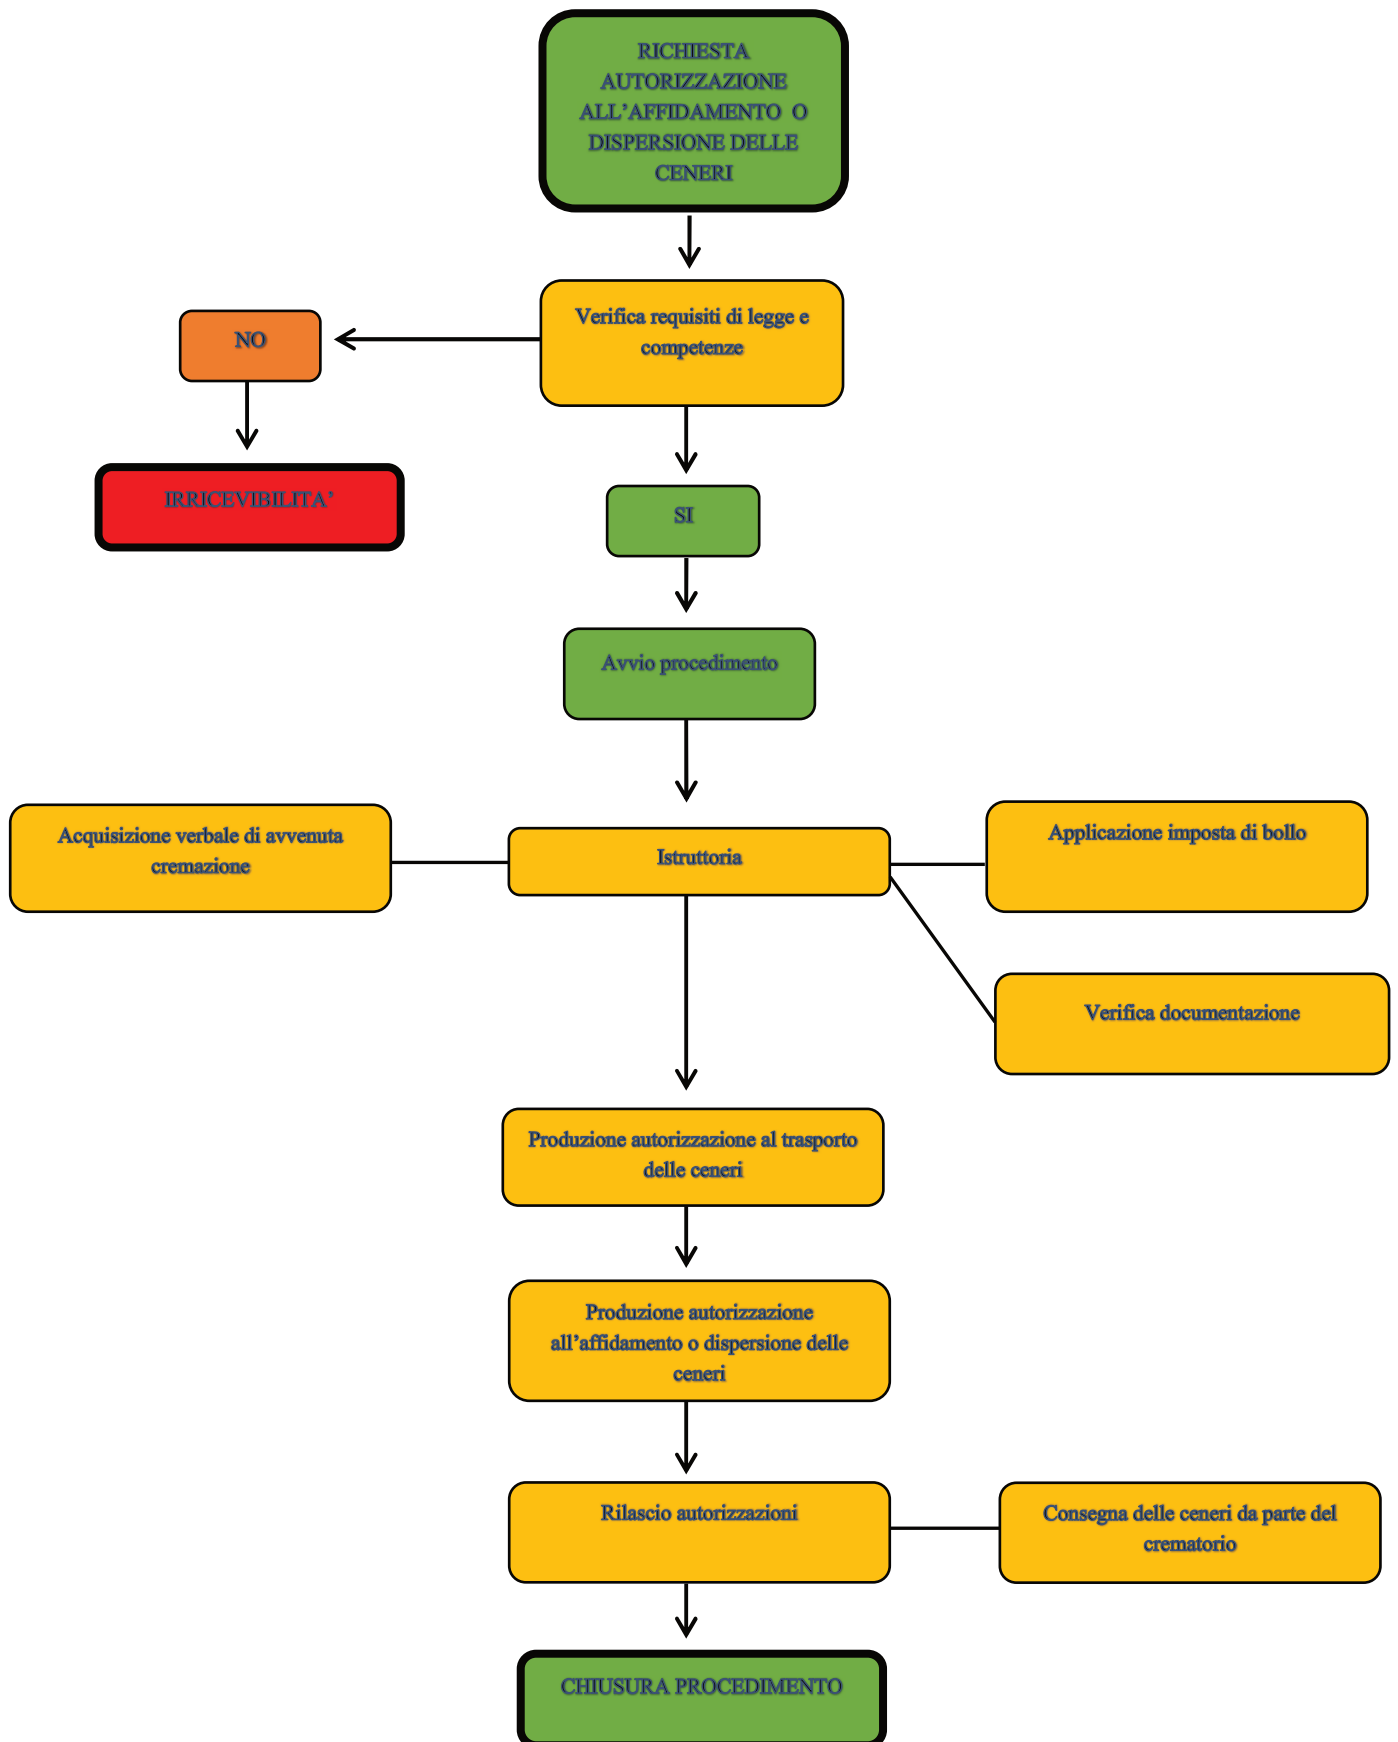 RICHIESTA
AUTORIZZAZIONE
ALL’AFFIDAMENTO O
DISPERSIONE DELLE
CENERI
Verifica requisiti di legge e
competenze
NO
IRRICEVIBILITA’
SI
Avvio procedimento
Acquisizione verbale di avvenuta
cremazione
Istruttoria
Applicazione imposta di bollo
Verifica documentazione
Produzione autorizzazione al trasporto
delle ceneri
Produzione autorizzazione
all’affidamento o dispersione delle
ceneri
Rilascio autorizzazioni
Consegna delle ceneri da parte del
crematorio
CHIUSURA PROCEDIMENTO